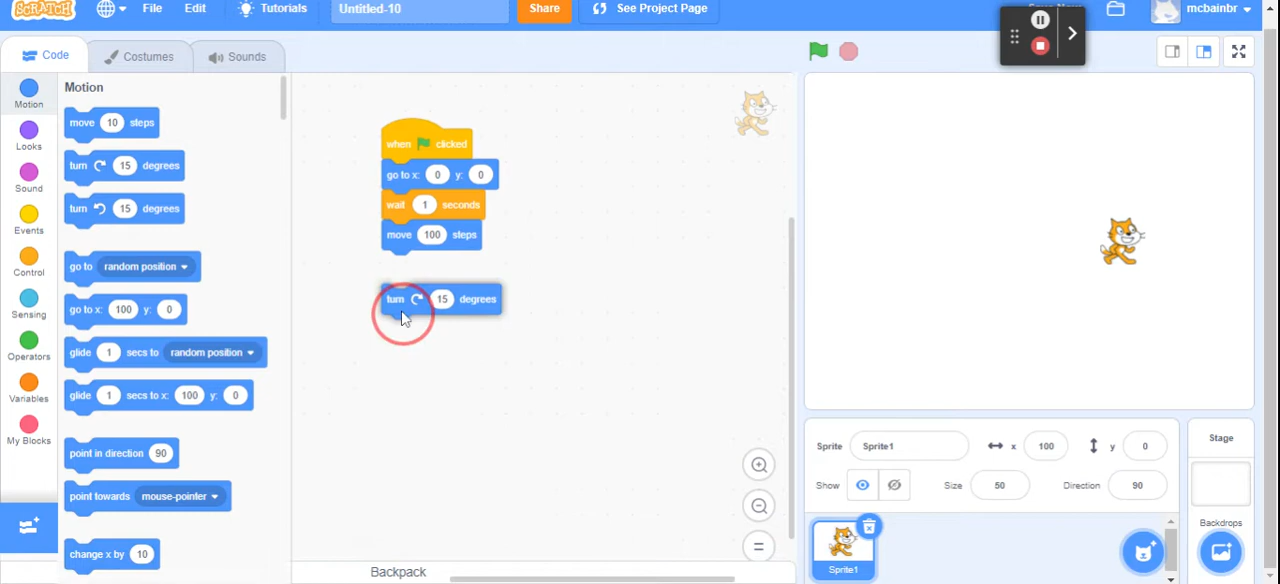 SCRATCH File Edit Tutorials Untitled-10 Share See Project Page mcbainbr
Code Costumes Sounds
Motion
Looks
Sound
Events
Control
Sensing
Operators
Variables
My Blocks
Motion
move 10 steps
turn 15 degrees
turn 15 degrees
go to random position
go to x: 100 y: 0
glide 1 secs to random position
glide 1 secs to x: 100 y: 0
point in direction 90
point towards mouse-pointer
change x by 10
when clicked
go to x: 0 y: 0
wait 1 seconds
move 100 steps
turn 15 degrees
Backpack
Sprite Sprite1 x 100 y 0
Show Size 50 Direction 90
Sprite1
Stage
Backdrops